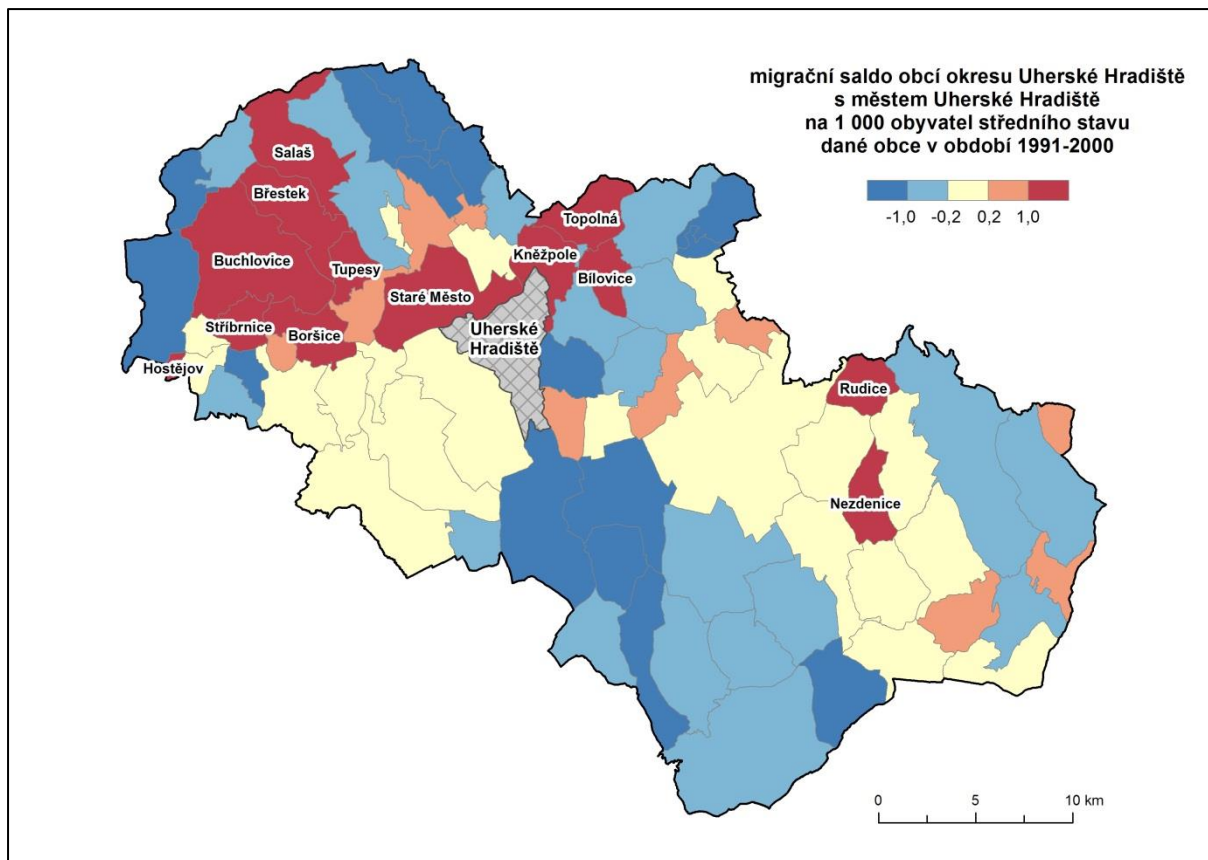 migrační saldo obcí okresu Uherské Hradiště
s městem Uherské Hradiště
na 1 000 obyvatel středního stavu
dané obce v období 1991-2000
-1,0
-0,2
0,2
1,0
Salaš
Břestek
Buchlovice
Tupesy
Topolná
Kněžpole
Bílovice
Staré Město
Stříbrnice
Boršice
Uherské
Hradiště
Hostějov
Rudice
Nezdenice
0
5
10 km